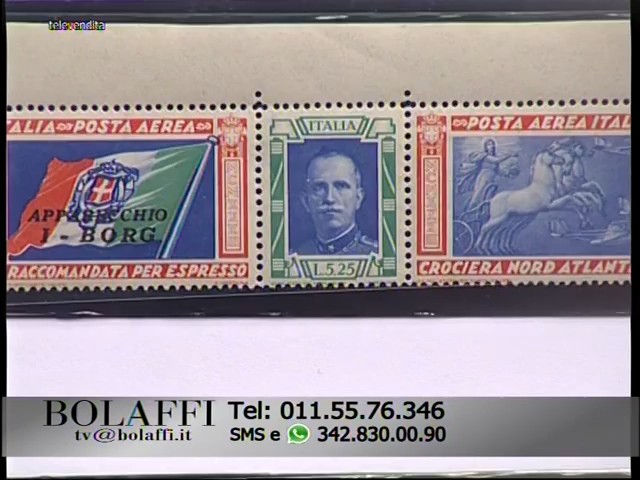 televendita
ITALIA POSTA AEREA
APPARECCHIO
I - BORG.
RACCOMANDATA PER ESPRESSO
ITALIA
L.5.25
POSTA AEREA ITAL
CROCIERA NORD ATLANT
BOLAFFI
tv@bolaffi.it
Tel: 011.55.76.346
SMS e 342.830.00.90